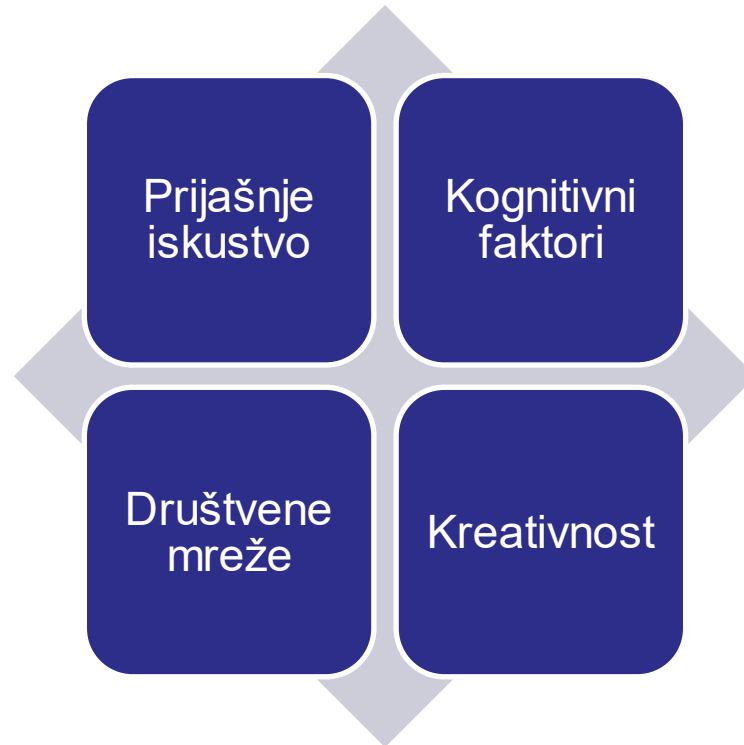 Prijašnje
iskustvo
Kognitivni
faktori
Društvene
mreže
Kreativnost